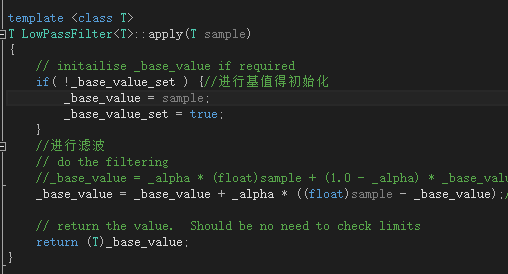 template <class T>
T LowPassFilter<T>::apply(T sample)
{
// initailise _base_value if required
if( !_base_value_set ) {//进行基值得初始化
_base_value = sample;
_base_value_set = true;
}
//进行滤波
// do the filtering
//_base_value = _alpha * (float)sample + (1.0 - _alpha) * _base_valu
_base_value = _base_value + _alpha * ((float)sample - _base_value);/
// return the value.  Should be no need to check limits
return (T)_base_value;
}